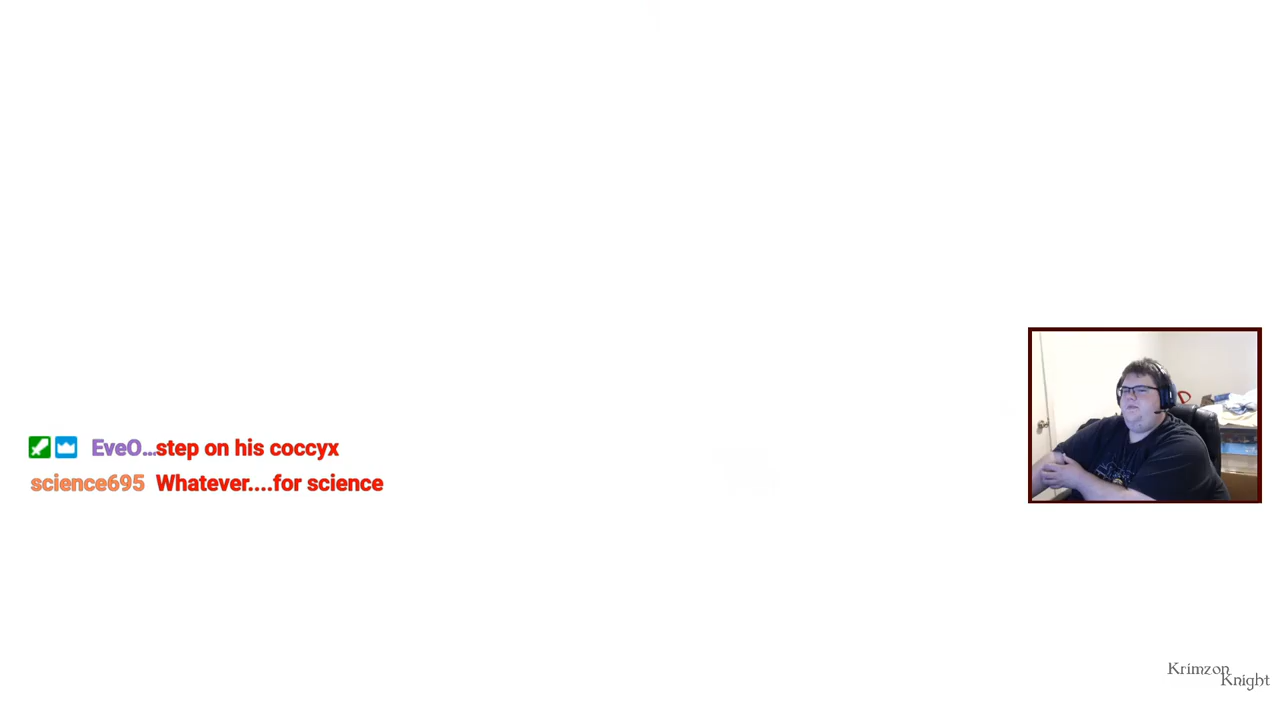 EveO... step on his coccyx
science695 Whatever....for science
Krimzon
Knight